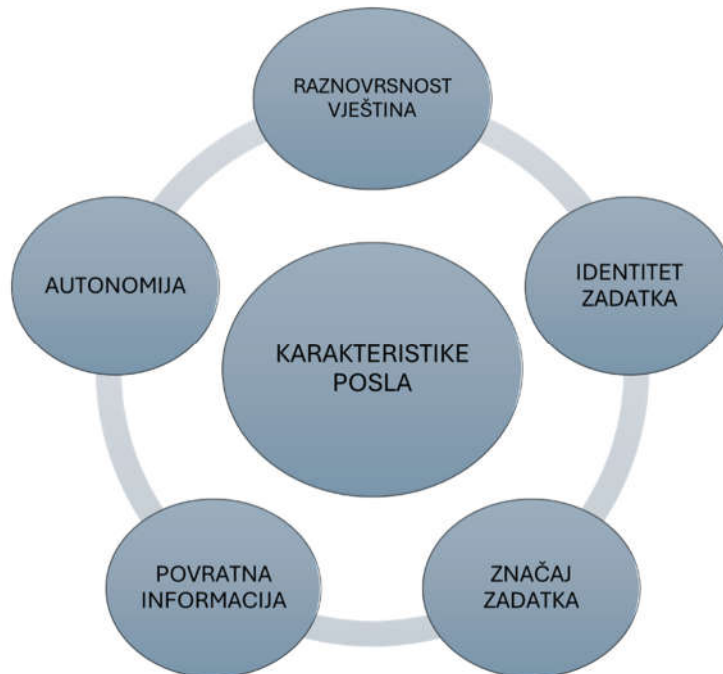 RAZNOVRSNOST
VJEŠTINA
IDENTITET
ZADATKA
AUTONOMIJA
KARAKTERISTIKE
POSLA
ZNAČAJ
ZADATKA
POVRATNA
INFORMACIJA